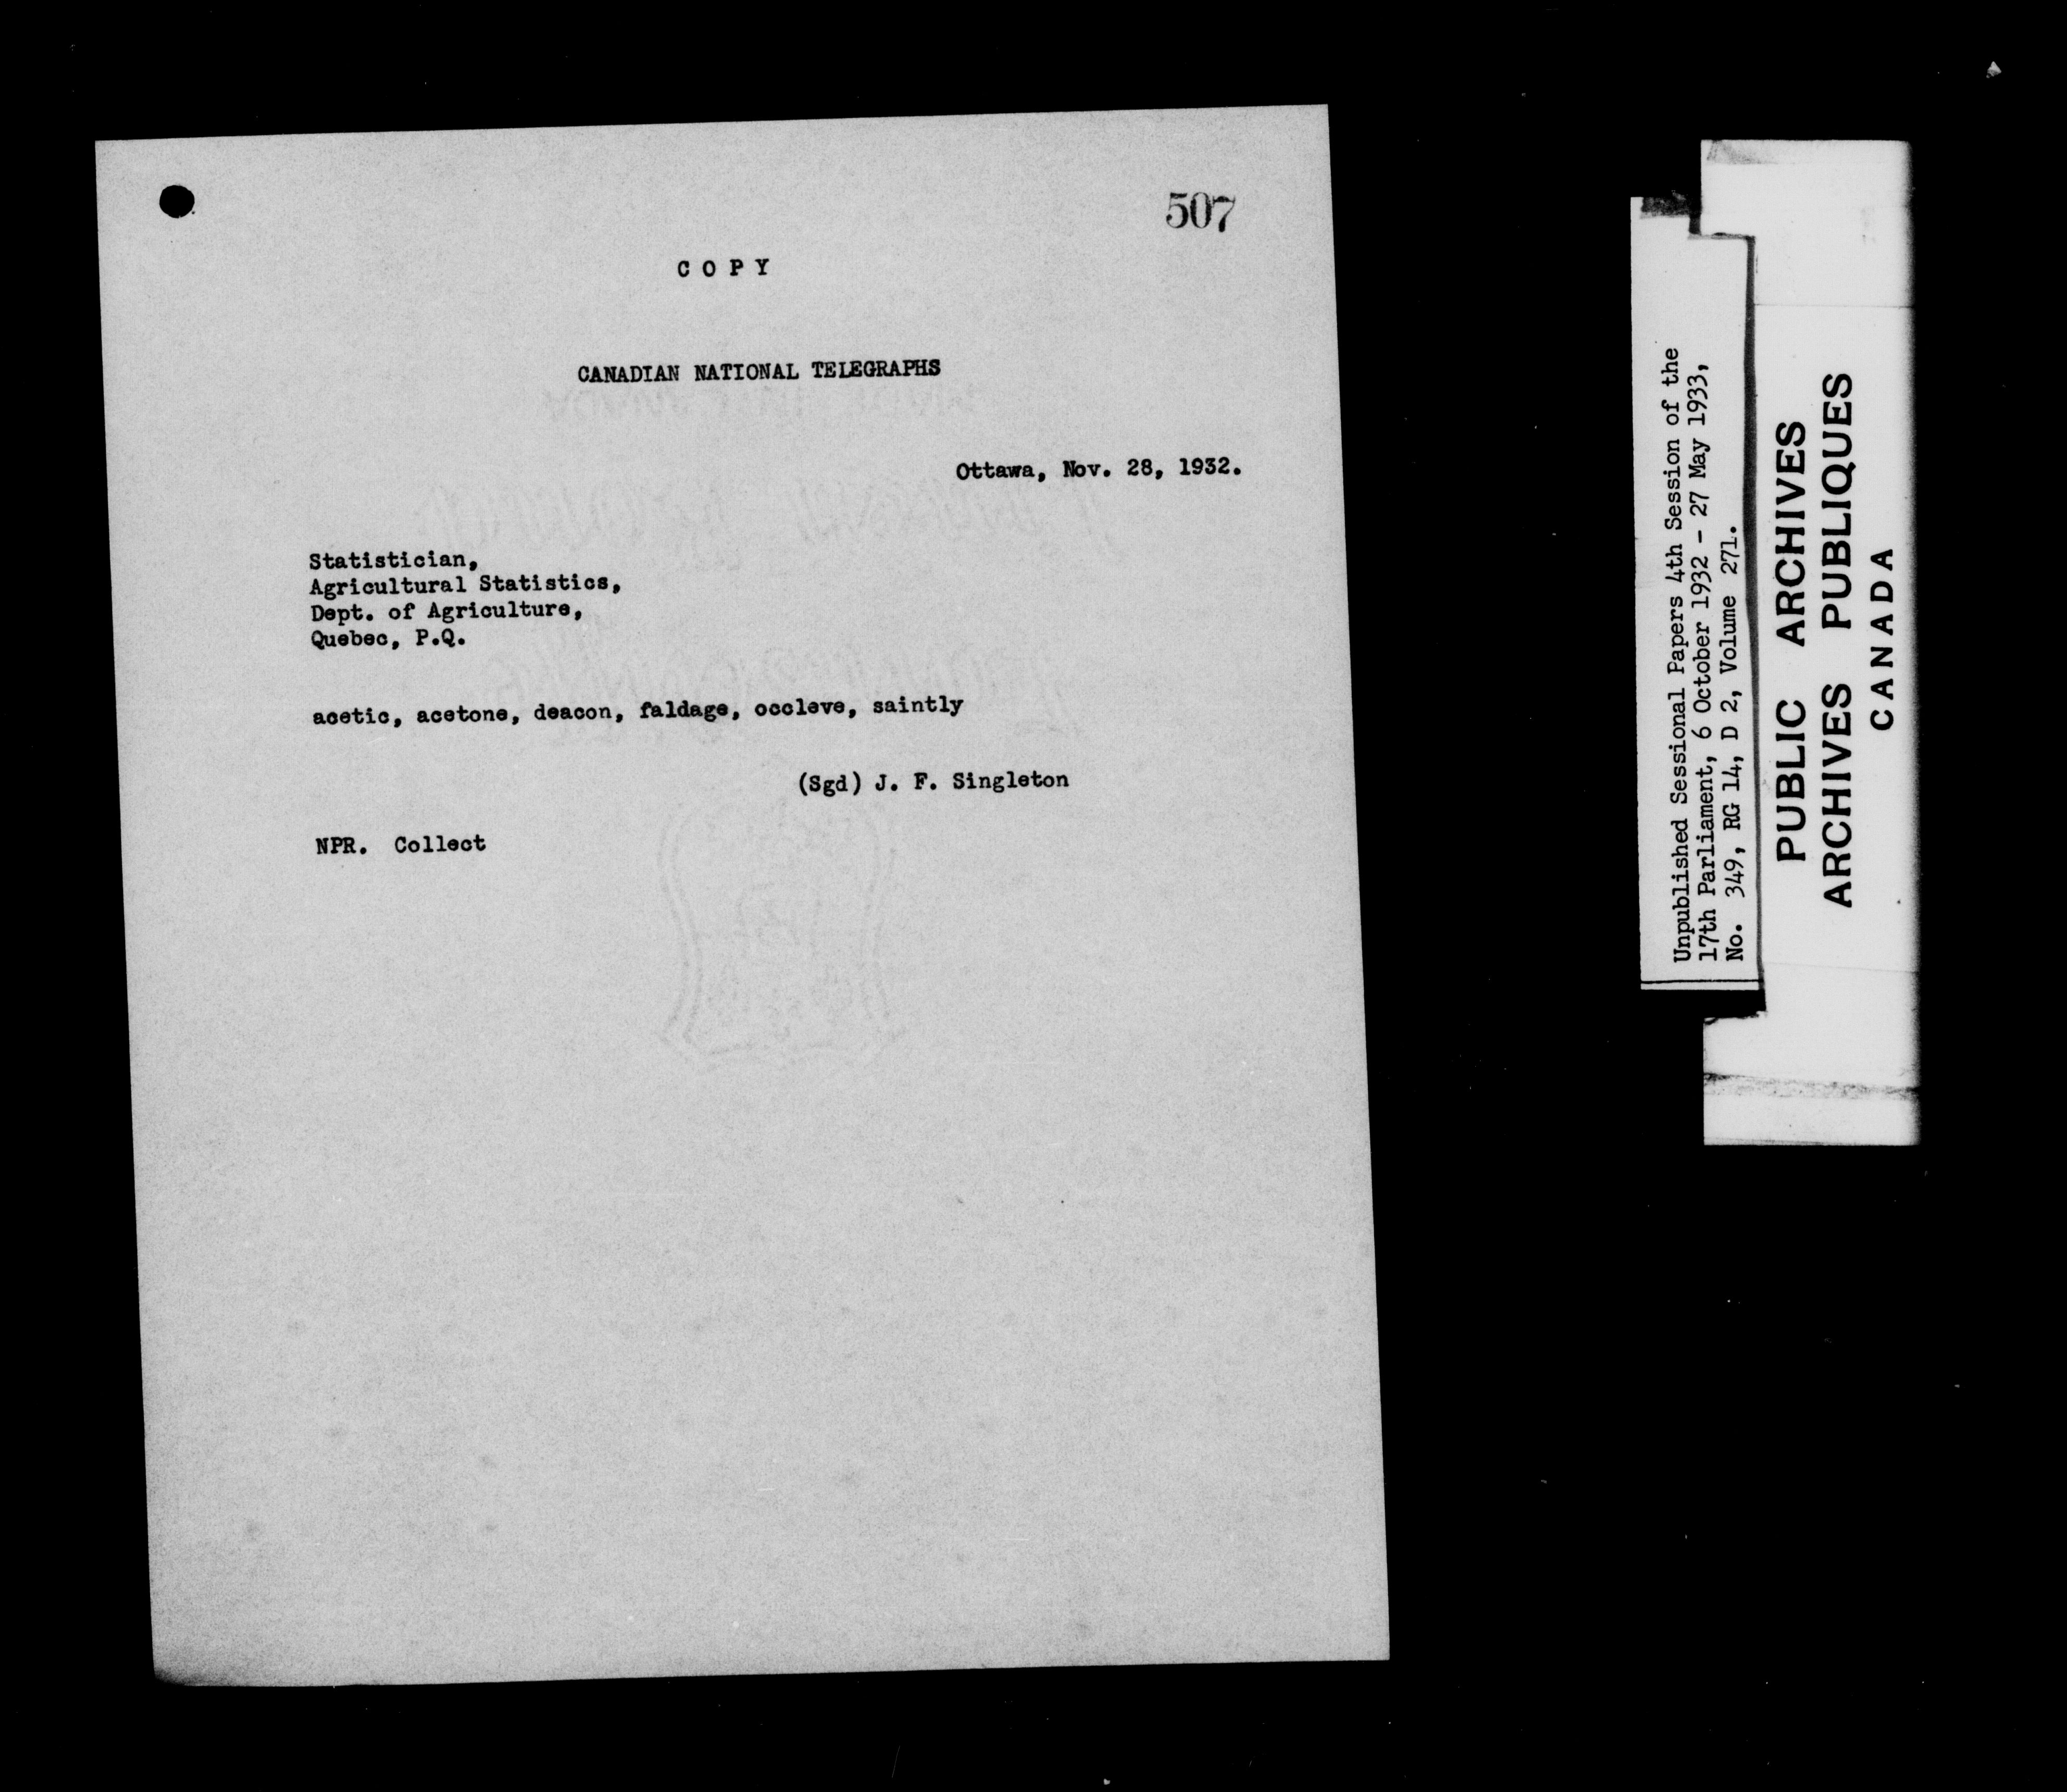 507
C O P Y
CANADIAN NATIONAL TELEGRAPHS
Ottawa, Nov. 28, 1932.
Statistician,
Agricultural Statistics,
Dept. of Agriculture,
Quebec, P.Q.
acetic, acetone, deacon, faldage, occleve, saintly
(Sgd) J. F. Singleton
NPR. Collect
Unpublished Sessional Papers 4th Session of the
17th Parliament, 6 October 1932 - 27 May 1933,
No. 349, RG 14, D 2, Volume 271.
PUBLIC ARCHIVES
ARCHIVES PUBLIQUES
CANADA